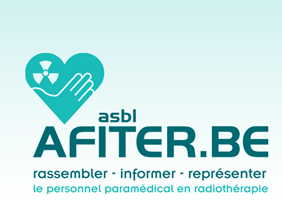 asbl
AFITER.BE
rassembler - informer - représenter
le personnel paramédical en radiothérapie